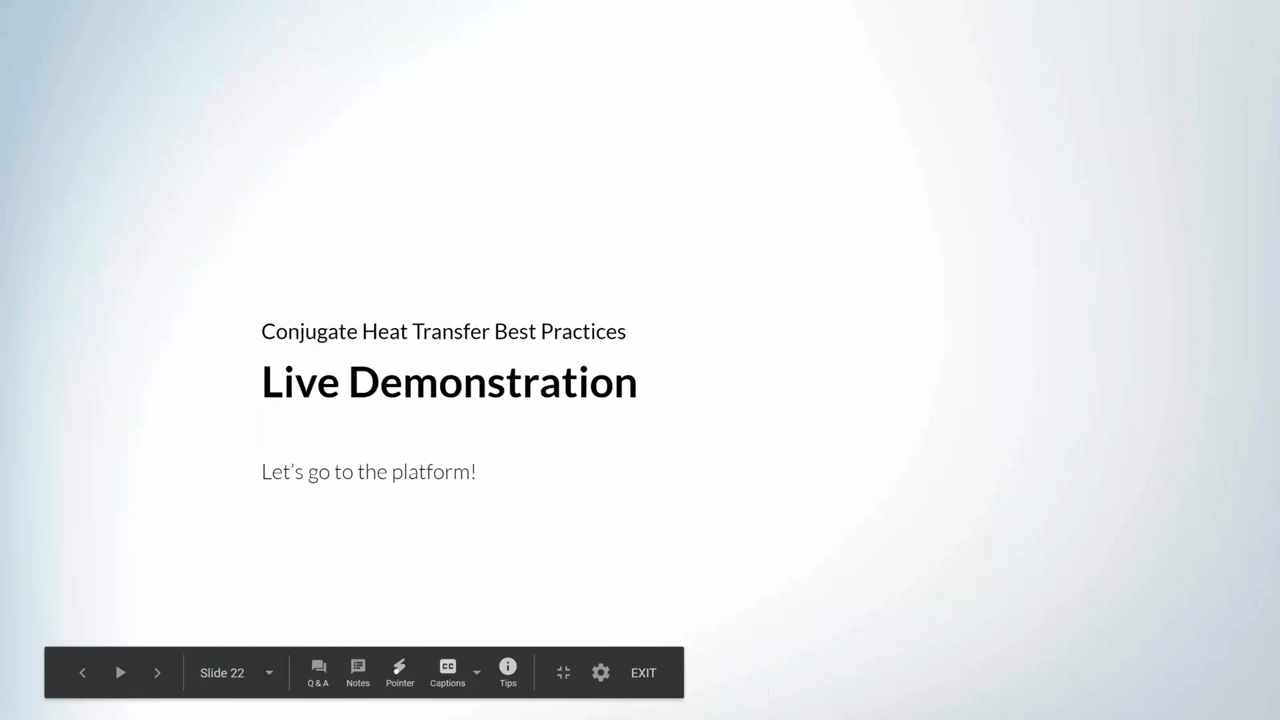 Conjugate Heat Transfer Best Practices
Live Demonstration
Let’s go to the platform!
Slide 22
Q & A
Notes
Pointer
CC
Captions
Tips
EXIT